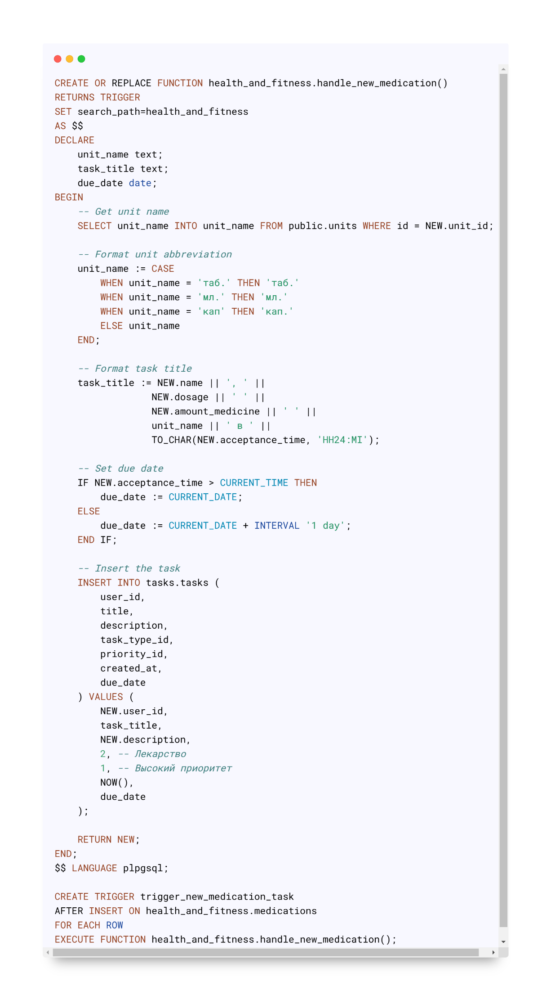 CREATE OR REPLACE FUNCTION health_and_fitness.handle_new_medication()
RETURNS TRIGGER
SET search_path=health_and_fitness
AS $$
DECLARE
    unit_name text;
    task_title text;
    due_date date;
BEGIN
    -- Get unit name
    SELECT unit_name INTO unit_name FROM public.units WHERE id = NEW.unit_id;

    -- Format unit abbreviation
    unit_name := CASE
        WHEN unit_name = 'таб.' THEN 'таб.'
        WHEN unit_name = 'мл.' THEN 'мл.'
        WHEN unit_name = 'кап' THEN 'кап.'
        ELSE unit_name
    END;

    -- Format task title
    task_title := NEW.name || ', ' ||
                 NEW.dosage || ' ' ||
                 NEW.amount_medicine || ' ' ||
                 unit_name || ' в ' ||
                 TO_CHAR(NEW.acceptance_time, 'HH24:MI');

    -- Set due date
    IF NEW.acceptance_time > CURRENT_TIME THEN
        due_date := CURRENT_DATE;
    ELSE
        due_date := CURRENT_DATE + INTERVAL '1 day';
    END IF;

    -- Insert the task
    INSERT INTO tasks.tasks (
        user_id,
        title,
        description,
        task_type_id,
        priority_id,
        created_at,
        due_date
    ) VALUES (
        NEW.user_id,
        task_title,
        NEW.description,
        2, -- Лекарство
        1, -- Высокий приоритет
        NOW(),
        due_date
    );

    RETURN NEW;
END;
$$ LANGUAGE plpgsql;

CREATE TRIGGER trigger_new_medication_task
AFTER INSERT ON health_and_fitness.medications
FOR EACH ROW
EXECUTE FUNCTION health_and_fitness.handle_new_medication();